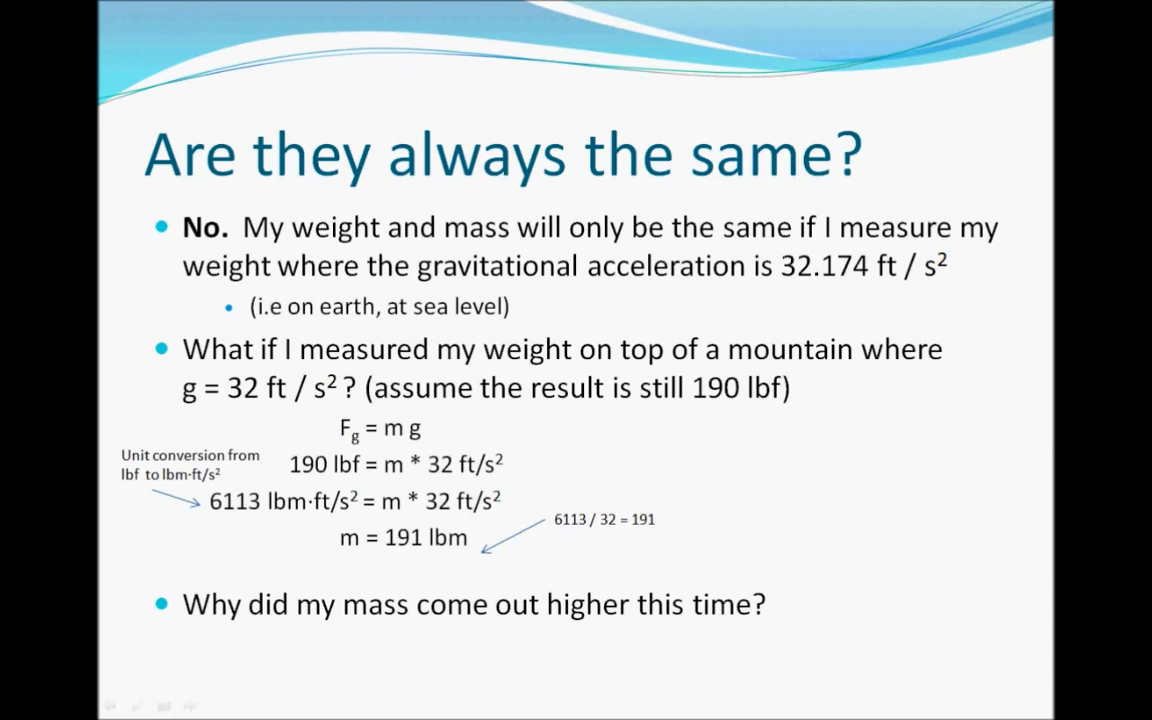 Are they always the same?
No. My weight and mass will only be the same if I measure my
weight where the gravitational acceleration is 32.174 ft / s²
(i.e on earth, at sea level)
What if I measured my weight on top of a mountain where
g = 32 ft / s² ? (assume the result is still 190 lbf)
Fg = m g
Unit conversion from
lbf to lbm·ft/s²
190 lbf = m * 32 ft/s²
6113 lbm·ft/s² = m * 32 ft/s²
6113 / 32 = 191
m = 191 lbm
Why did my mass come out higher this time?